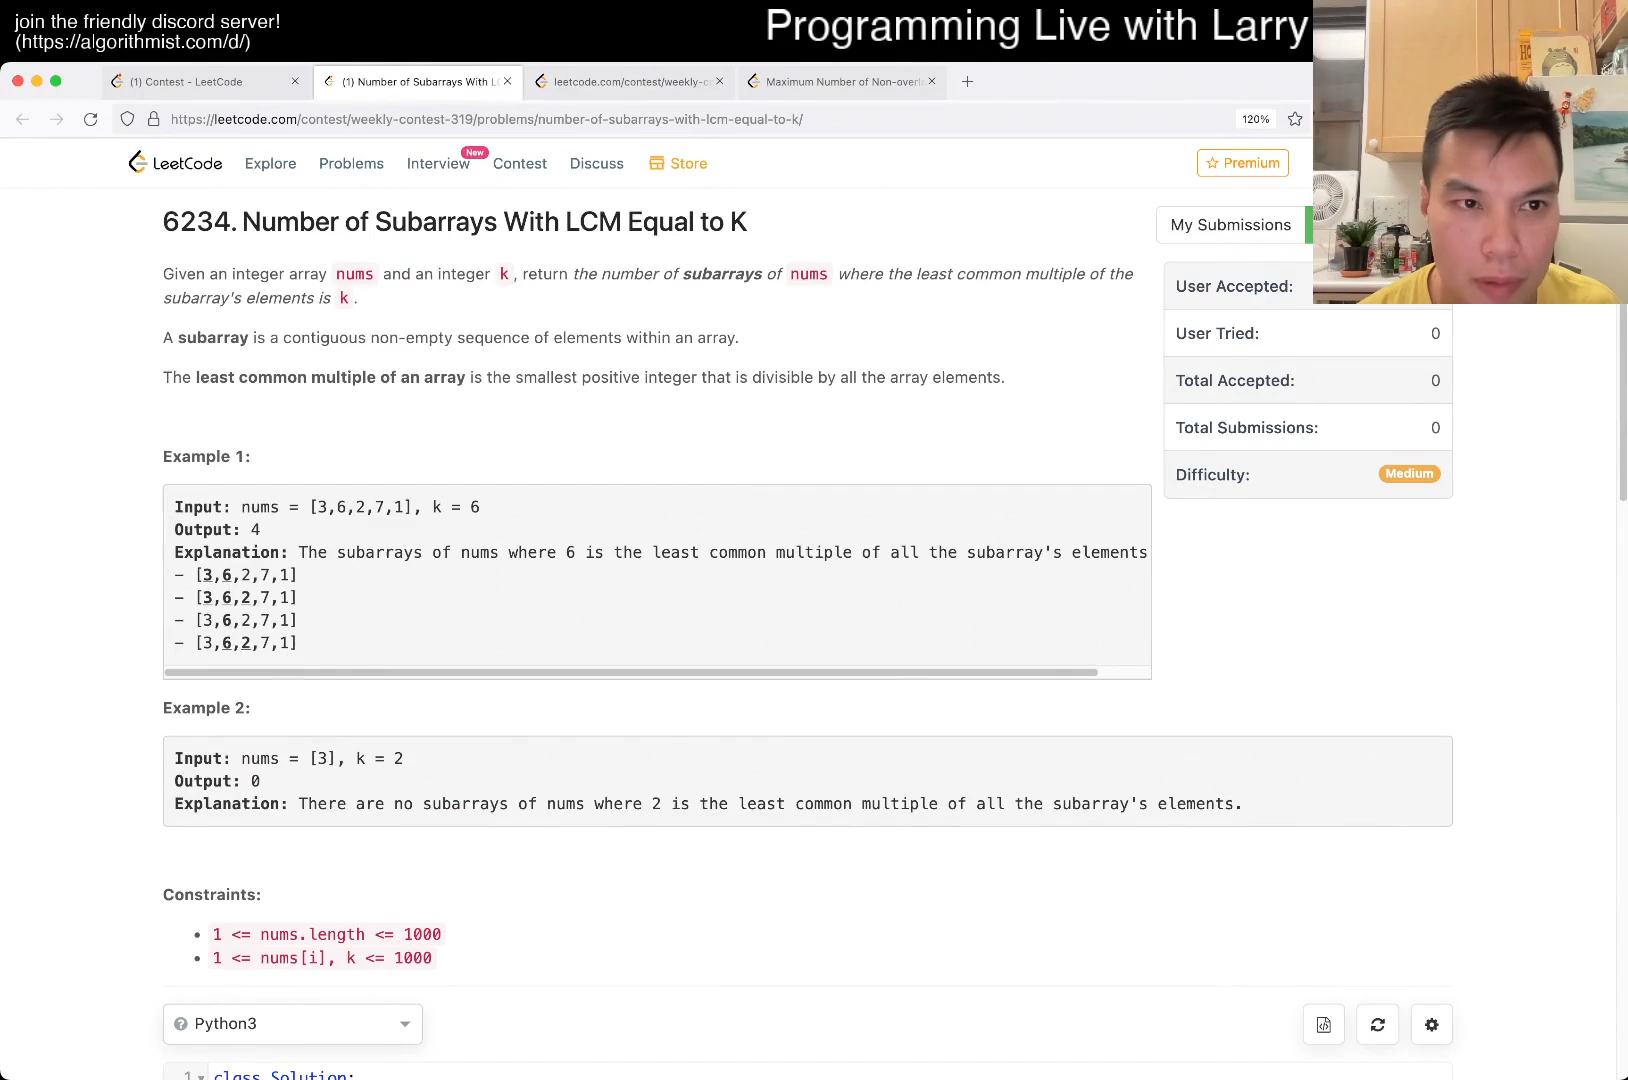 join the friendly discord server!
(https://algorithmist.com/d/)
Programming Live with Larry
(1) Contest - LeetCode
(1) Number of Subarrays With LC
leetcode.com/contest/weekly-c
Maximum Number of Non-over
https://leetcode.com/contest/weekly-contest-319/problems/number-of-subarrays-with-lcm-equal-to-k/
120%
LeetCode
Explore
Problems
Interview
New
Contest
Discuss
Store
Premium
6234. Number of Subarrays With LCM Equal to K
My Submissions
Given an integer array nums and an integer k, return the number of subarrays of nums where the least common multiple of the
subarray's elements is k.
A subarray is a contiguous non-empty sequence of elements within an array.
The least common multiple of an array is the smallest positive integer that is divisible by all the array elements.
User Accepted:
User Tried: 0
Total Accepted: 0
Total Submissions: 0
Difficulty: Medium
Example 1:
Input: nums = [3,6,2,7,1], k = 6
Output: 4
Explanation: The subarrays of nums where 6 is the least common multiple of all the subarray's elements
- [3,6,2,7,1]
- [3,6,2,7,1]
- [3,6,2,7,1]
- [3,6,2,7,1]
Example 2:
Input: nums = [3], k = 2
Output: 0
Explanation: There are no subarrays of nums where 2 is the least common multiple of all the subarray's elements.
Constraints:
• 1 <= nums.length <= 1000
• 1 <= nums[i], k <= 1000
Python3
1 class Solution: